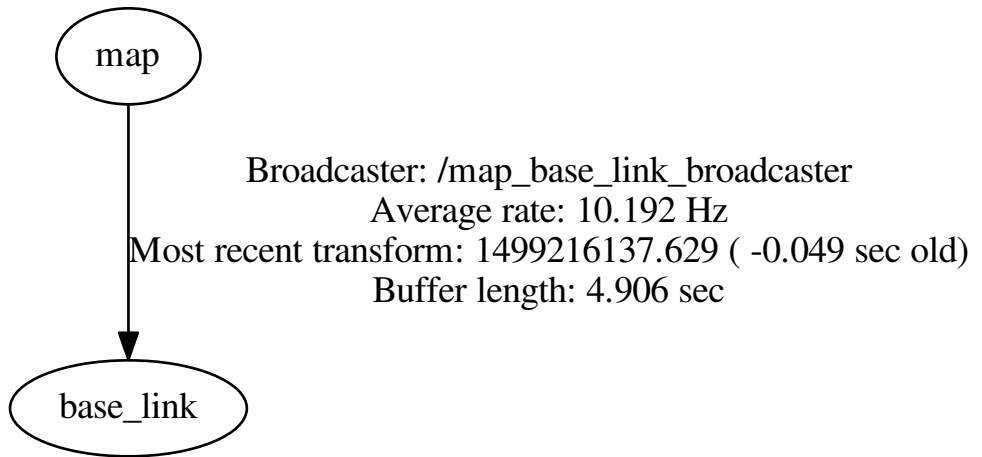 map
Broadcaster: /map_base_link_broadcaster
Average rate: 10.192 Hz
Most recent transform: 1499216137.629 ( -0.049 sec old)
Buffer length: 4.906 sec
base_link